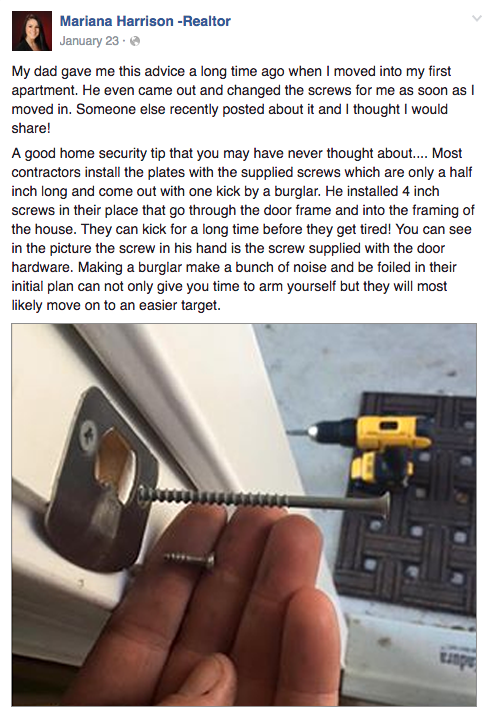 Mariana Harrison -Realtor
January 23 ·
My dad gave me this advice a long time ago when I moved into my first
apartment. He even came out and changed the screws for me as soon as I
moved in. Someone else recently posted about it and I thought I would
share!
A good home security tip that you may have never thought about.... Most
contractors install the plates with the supplied screws which are only a half
inch long and come out with one kick by a burglar. He installed 4 inch
screws in their place that go through the door frame and into the framing of
the house. They can kick for a long time before they get tired! You can see
in the picture the screw in his hand is the screw supplied with the door
hardware. Making a burglar make a bunch of noise and be foiled in their
initial plan can not only give you time to arm yourself but they will most
likely move on to an easier target.